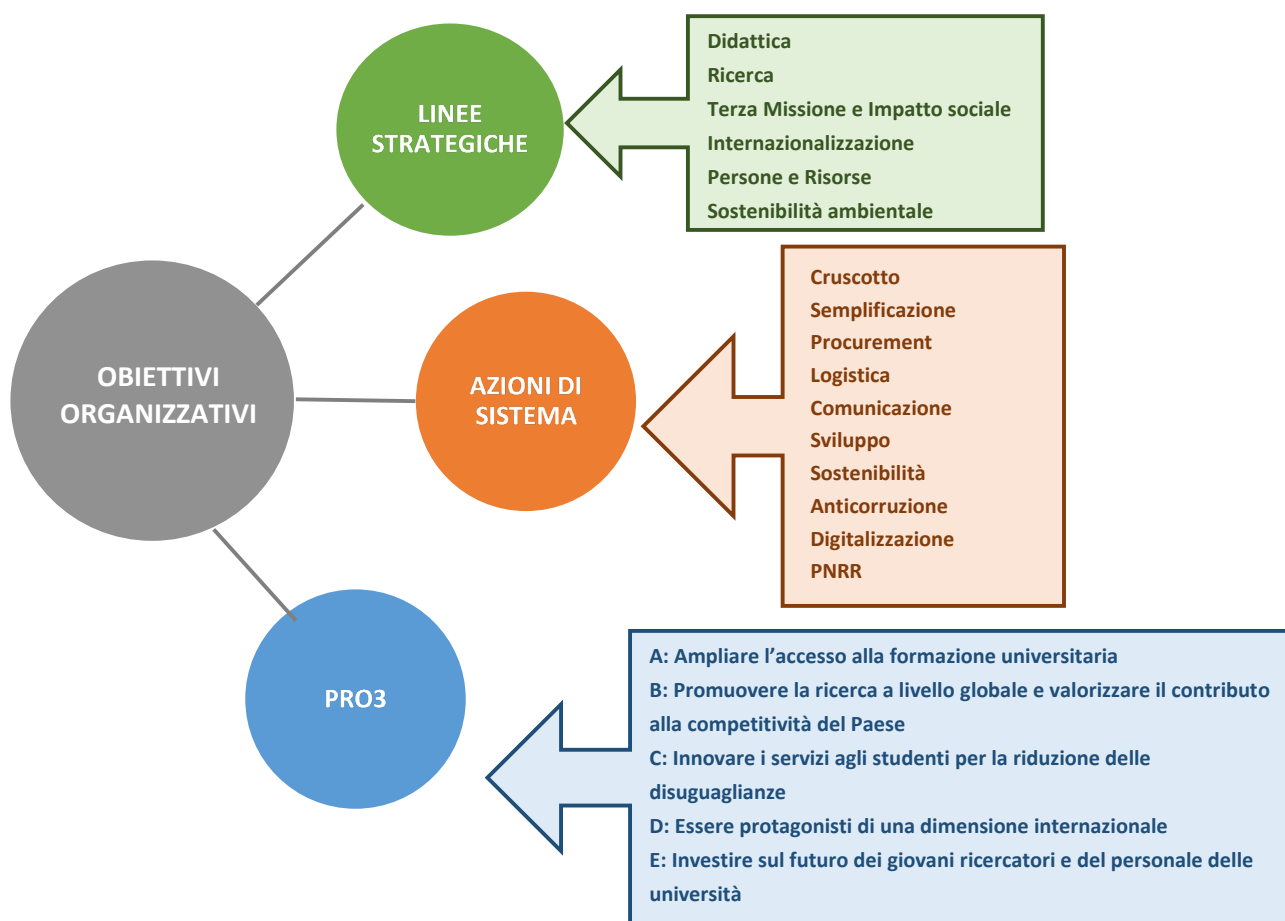 Didattica
Ricerca
Terza Missione e Impatto sociale
Internazionalizzazione
Persone e Risorse
Sostenibilità ambientale
LINEE
STRATEGICHE
Cruscotto
Semplificazione
Procurement
Logistica
Comunicazione
Sviluppo
Sostenibilità
Anticorruzione
Digitalizzazione
PNRR
OBIETTIVI
ORGANIZZATIVI
AZIONI DI
SISTEMA
PRO3
A: Ampliare l’accesso alla formazione universitaria
B: Promuovere la ricerca a livello globale e valorizzare il contributo
alla competitività del Paese
C: Innovare i servizi agli studenti per la riduzione delle
disuguaglianze
D: Essere protagonisti di una dimensione internazionale
E: Investire sul futuro dei giovani ricercatori e del personale delle
università